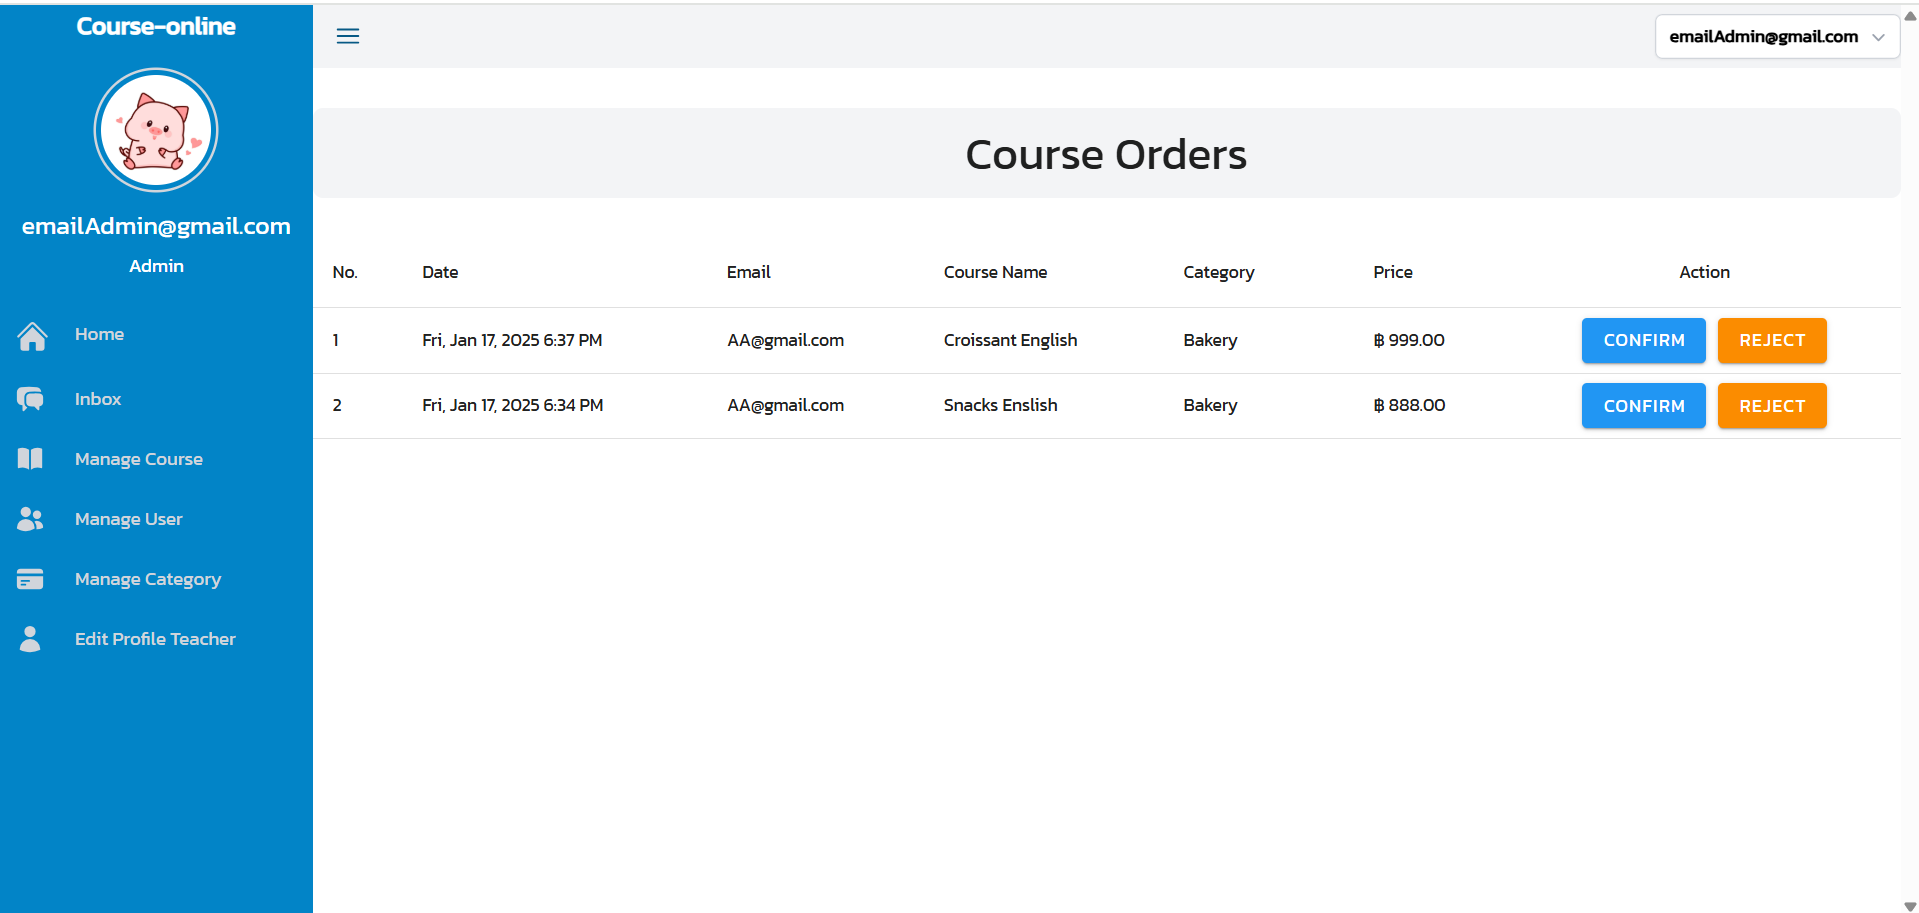 Course-online
emailAdmin@gmail.com
Admin
Home
Inbox
Manage Course
Manage User
Manage Category
Edit Profile Teacher
emailAdmin@gmail.com
Course Orders
No. Date Email Course Name Category Price Action
1 Fri, Jan 17, 2025 6:37 PM AA@gmail.com Croissant English Bakery ฿ 999.00 CONFIRM REJECT
2 Fri, Jan 17, 2025 6:34 PM AA@gmail.com Snacks Enslish Bakery ฿ 888.00 CONFIRM REJECT